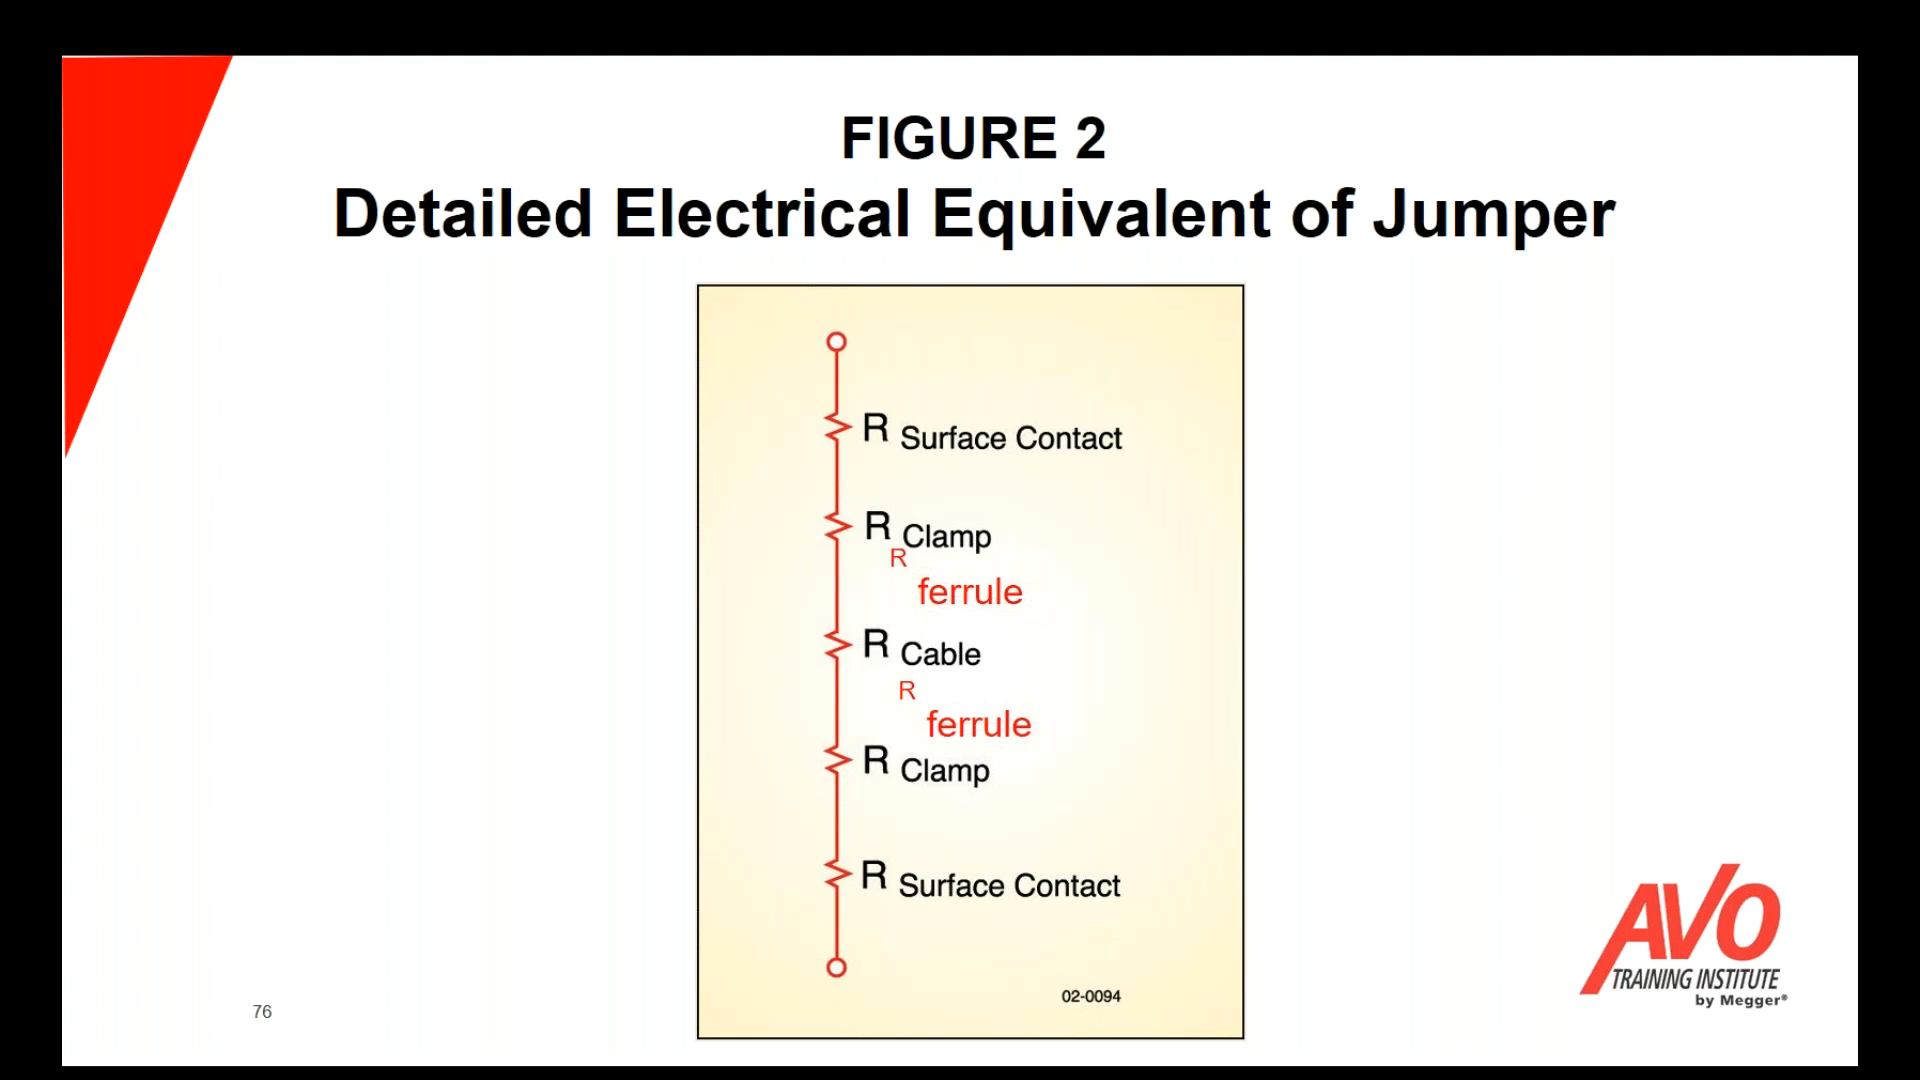 FIGURE 2
Detailed Electrical Equivalent of Jumper
R Surface Contact
R Clamp
R
ferrule
R Cable
R
ferrule
R Clamp
R Surface Contact
02-0094
76
AVO
TRAINING INSTITUTE
by Megger®